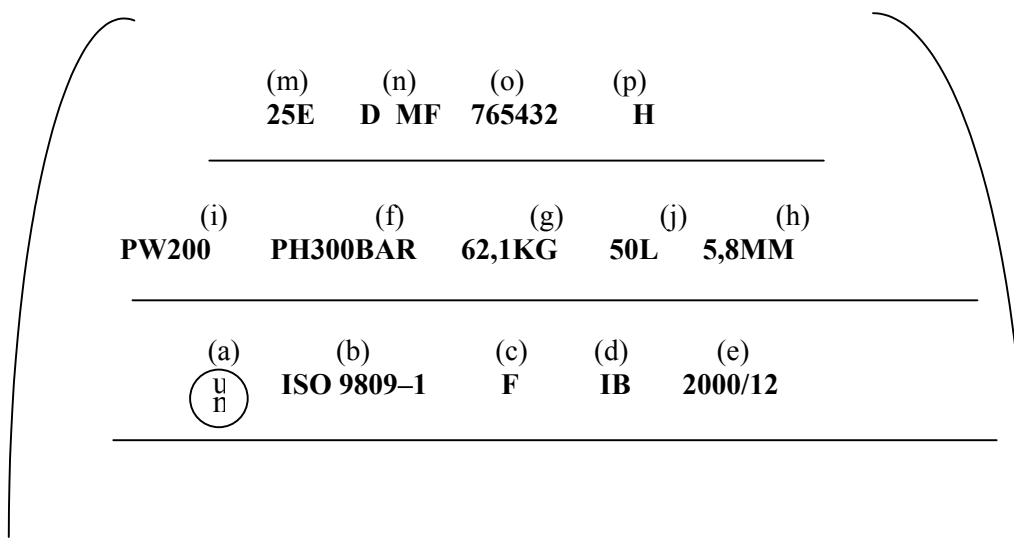 (m) (n) (o) (p)
25E D MF 765432 H
(i) (f) (g) (j) (h)
PW200 PH300BAR 62,1KG 50L 5,8MM
(a) (b) (c) (d) (e)
u n ISO 9809–1 F IB 2000/12